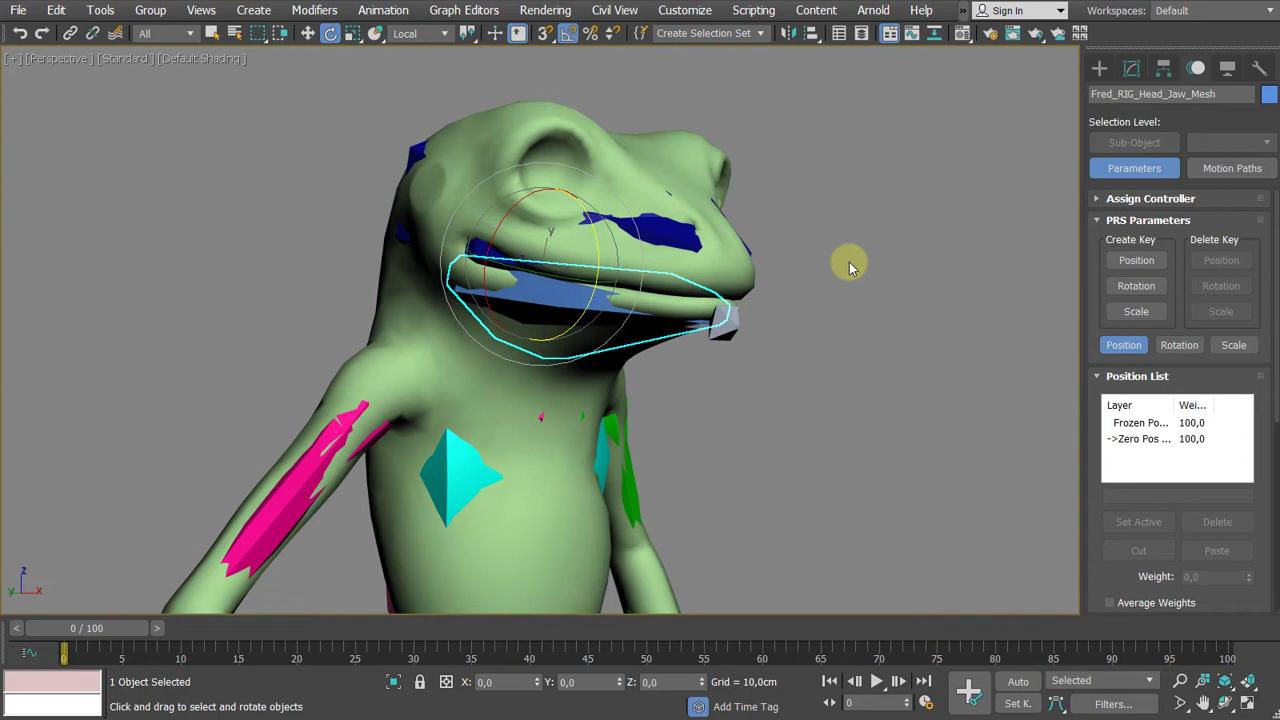 File Edit Tools Group Views Create Modifiers Animation Graph Editors Rendering Civil View Customize Scripting Content Arnold Help » Sign In Workspaces: Default
All Local Create Selection Set
[+] [Perspective] [Standard] [Default Shading]
Fred_RIG_Head_Jaw_Mesh
Selection Level:
Sub-Object
Parameters Motion Paths
Assign Controller
PRS Parameters
Create Key Delete Key
Position Position
Rotation Rotation
Scale Scale
Position Rotation Scale
Position List
Layer Wei...
Frozen Po... 100,0
->Zero Pos ... 100,0
Set Active Delete
Cut Paste
Weight: 0,0
Average Weights
y
z
y x
< 0 / 100 >
0 5 10 15 20 25 30 35 40 45 50 55 60 65 70 75 80 85 90 95 100
1 Object Selected X: 0,0 Y: 0,0 Z: 0,0 Grid = 10,0cm Auto Selected
Click and drag to select and rotate objects Add Time Tag 0 Set K. Filters...